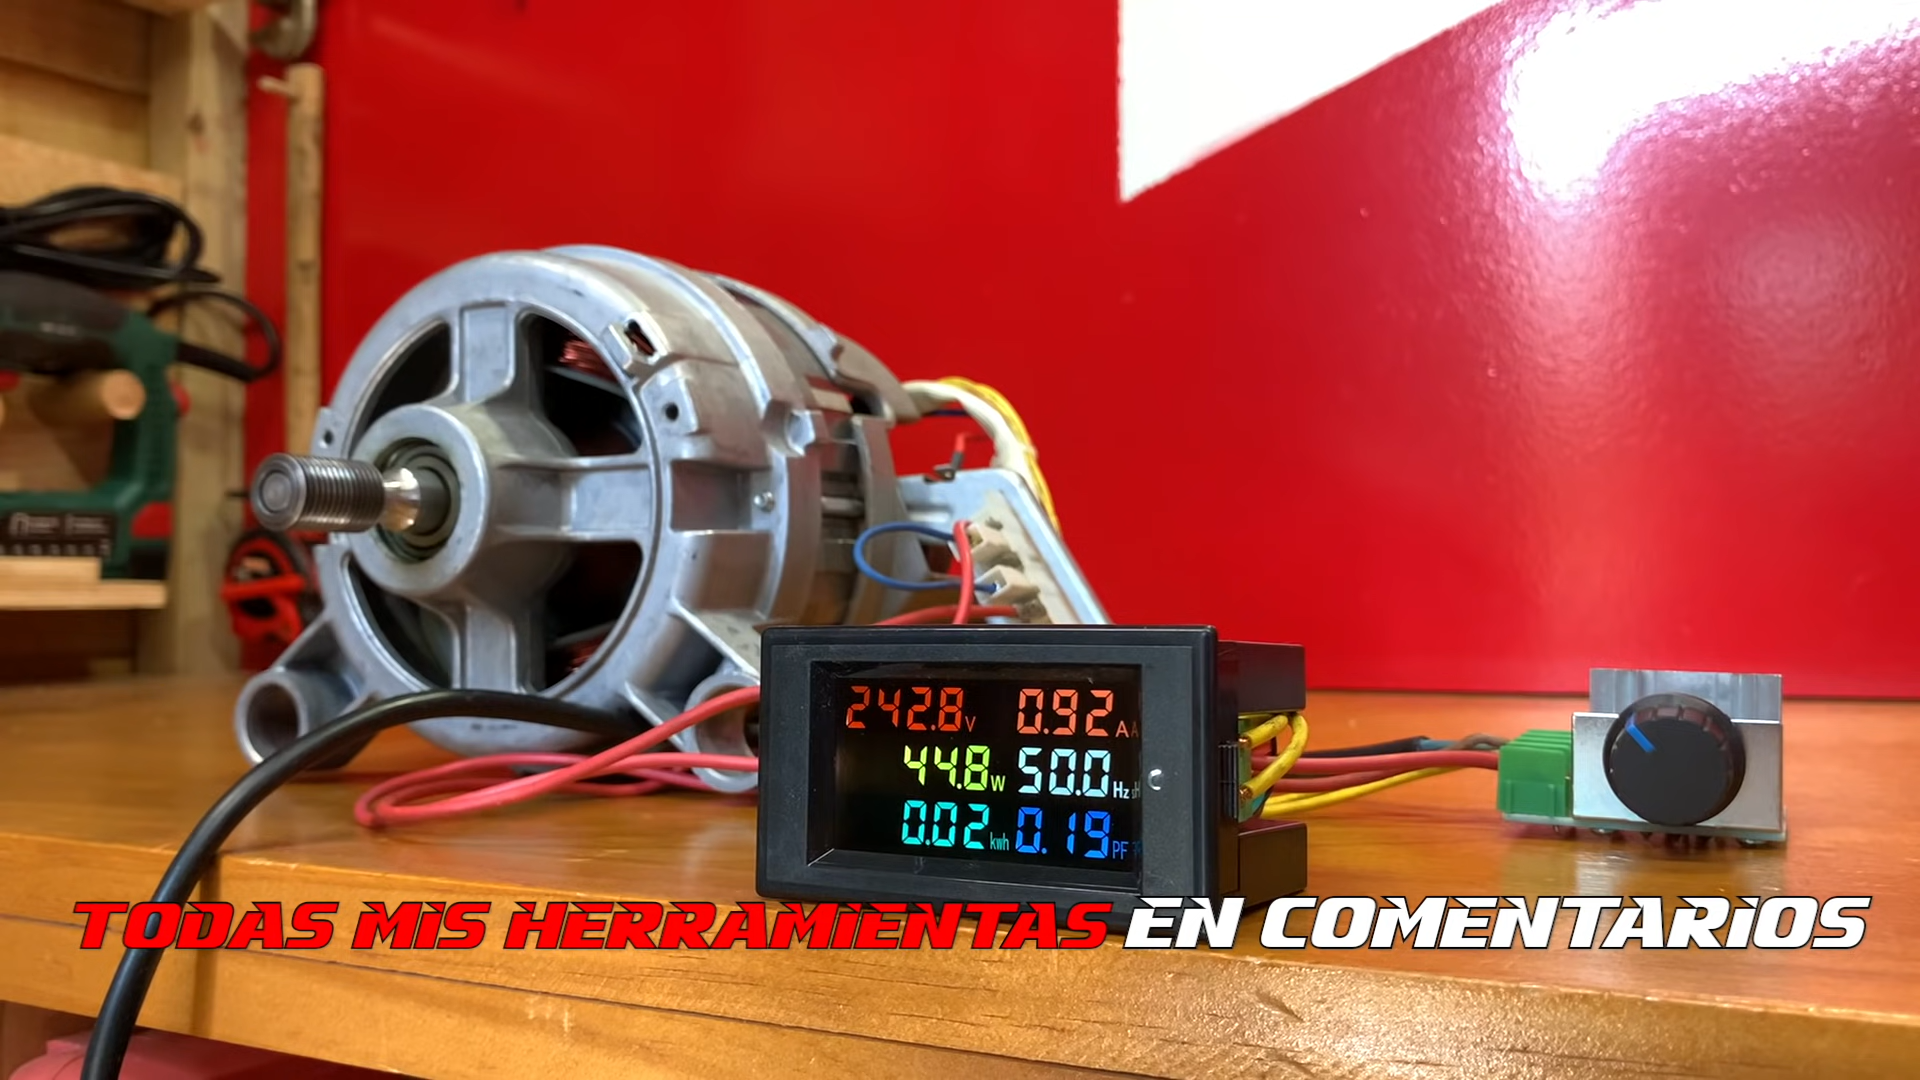 242.8V 0.92A
44.8W 50.0Hz
0.02kwh 0.19PF
TODAS MIS HERRAMIENTAS EN COMENTARIOS